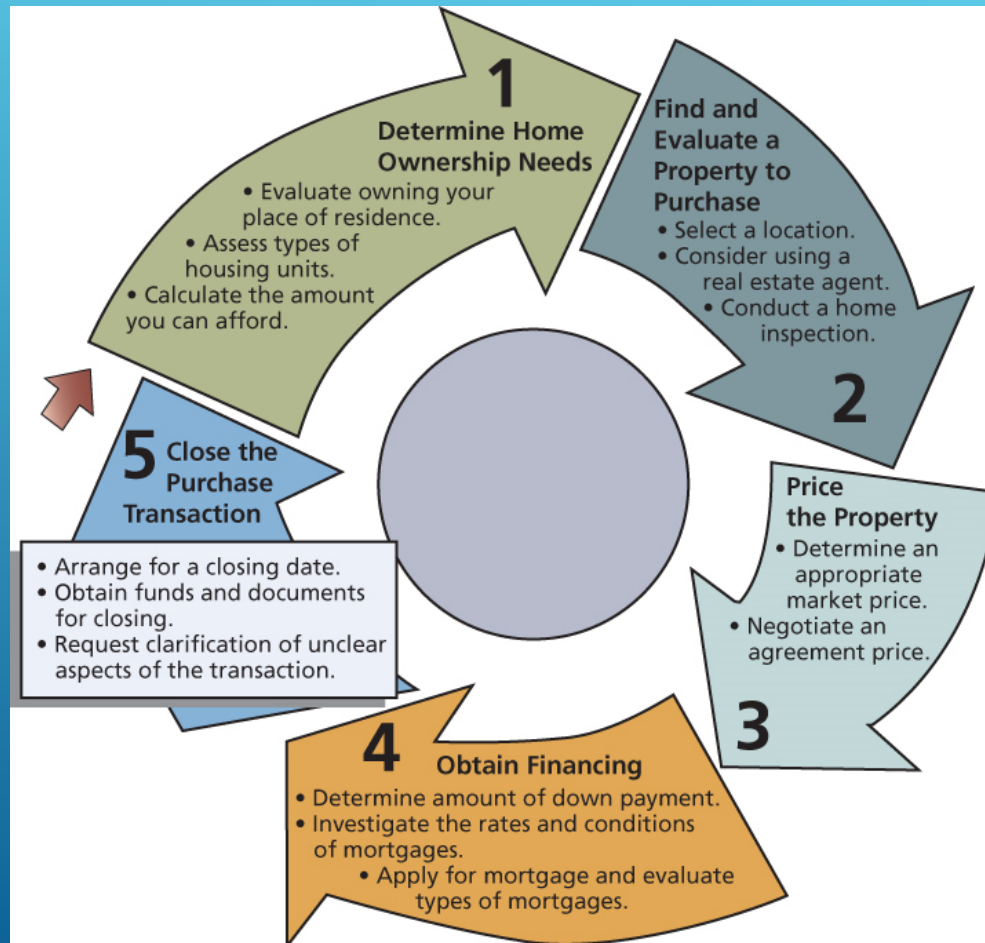 1
Determine Home
Ownership Needs
• Evaluate owning your
place of residence.
• Assess types of
housing units.
• Calculate the amount
you can afford.
Find and
Evaluate a
Property to
Purchase
• Select a location.
• Consider using a
real estate agent.
• Conduct a home
inspection.
2
Price
the Property
• Determine an
appropriate
market price.
• Negotiate an
agreement price.
3
4 Obtain Financing
• Determine amount of down payment.
• Investigate the rates and conditions
of mortgages.
• Apply for mortgage and evaluate
types of mortgages.
5 Close the
Purchase
Transaction
• Arrange for a closing date.
• Obtain funds and documents
for closing.
• Request clarification of unclear
aspects of the transaction.